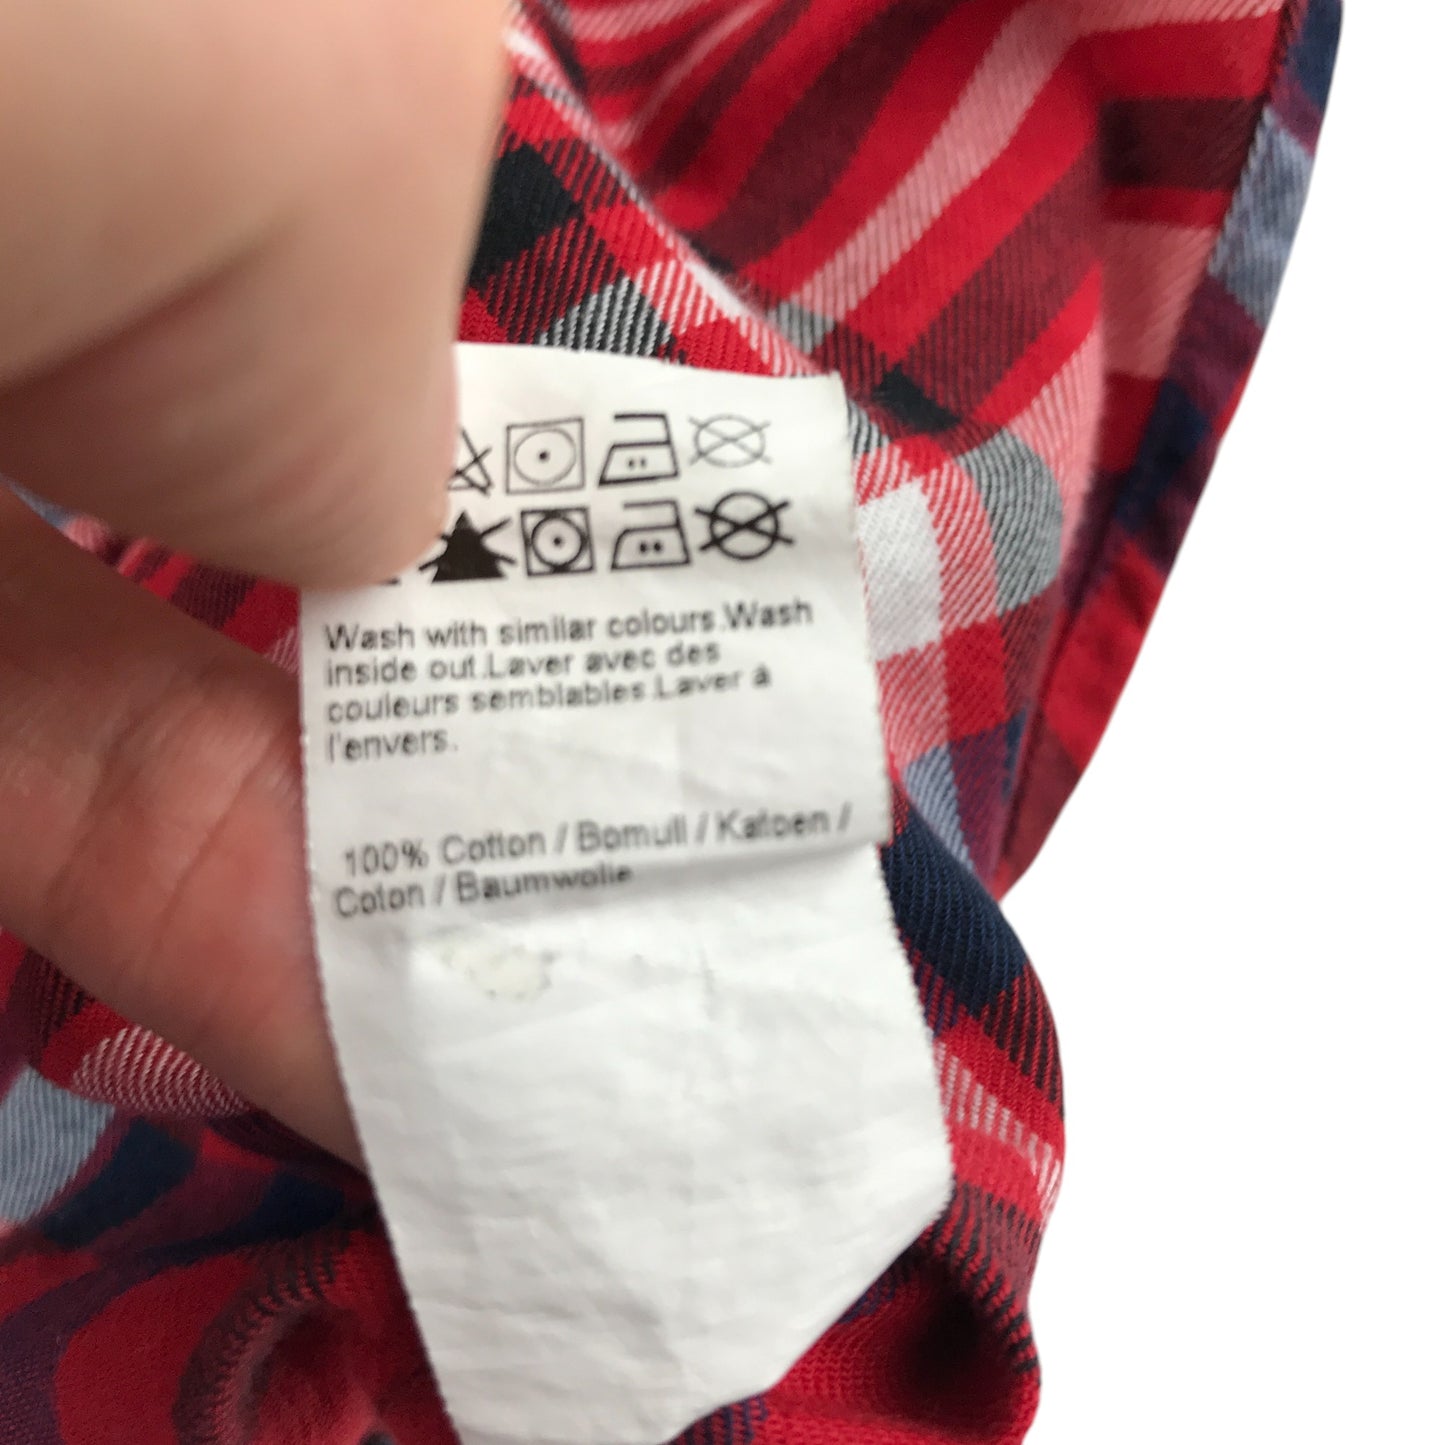 Wash with similar colours.Wash
inside out.Laver avec des
couleurs semblables.Laver à
l'envers.
100% Cotton / Bomull / Katoen /
Coton / Baumwolle